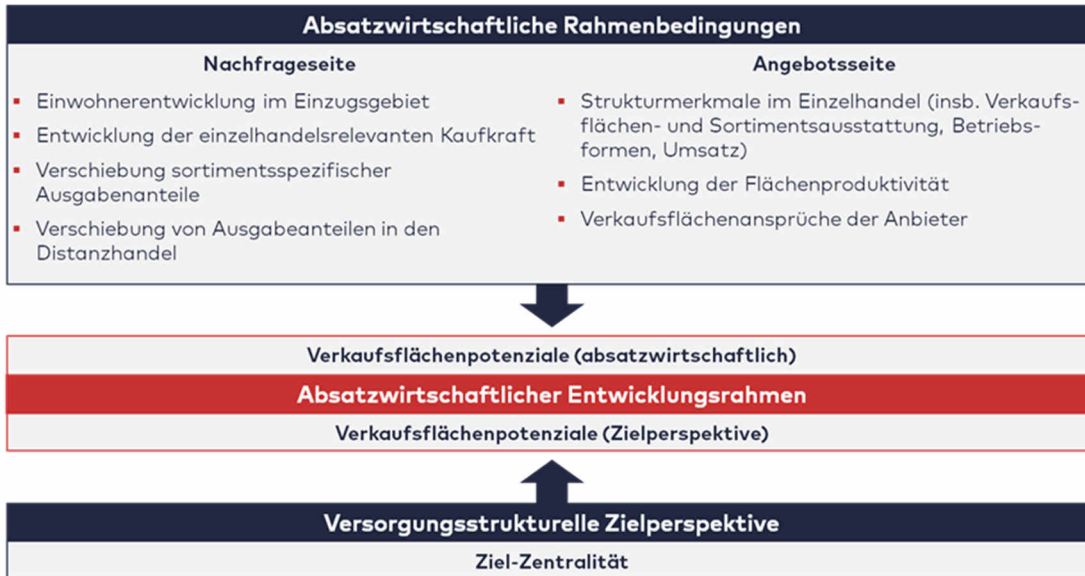 Absatzwirtschaftliche Rahmenbedingungen
Nachfrageseite
▪ Einwohnerentwicklung im Einzugsgebiet
▪ Entwicklung der einzelhandelsrelevanten Kaufkraft
▪ Verschiebung sortimentsspezifischer
Ausgabenanteile
▪ Verschiebung von Ausgabeanteilen in den
Distanzhandel
Angebotsseite
▪ Strukturmerkmale im Einzelhandel (insb. Verkaufs-
flächen- und Sortimentsausstattung, Betriebs-
formen, Umsatz)
▪ Entwicklung der Flächenproduktivität
▪ Verkaufsflächenansprüche der Anbieter
Verkaufsflächenpotenziale (absatzwirtschaftlich)
Absatzwirtschaftlicher Entwicklungsrahmen
Verkaufsflächenpotenziale (Zielperspektive)
Versorgungsstrukturelle Zielperspektive
Ziel-Zentralität